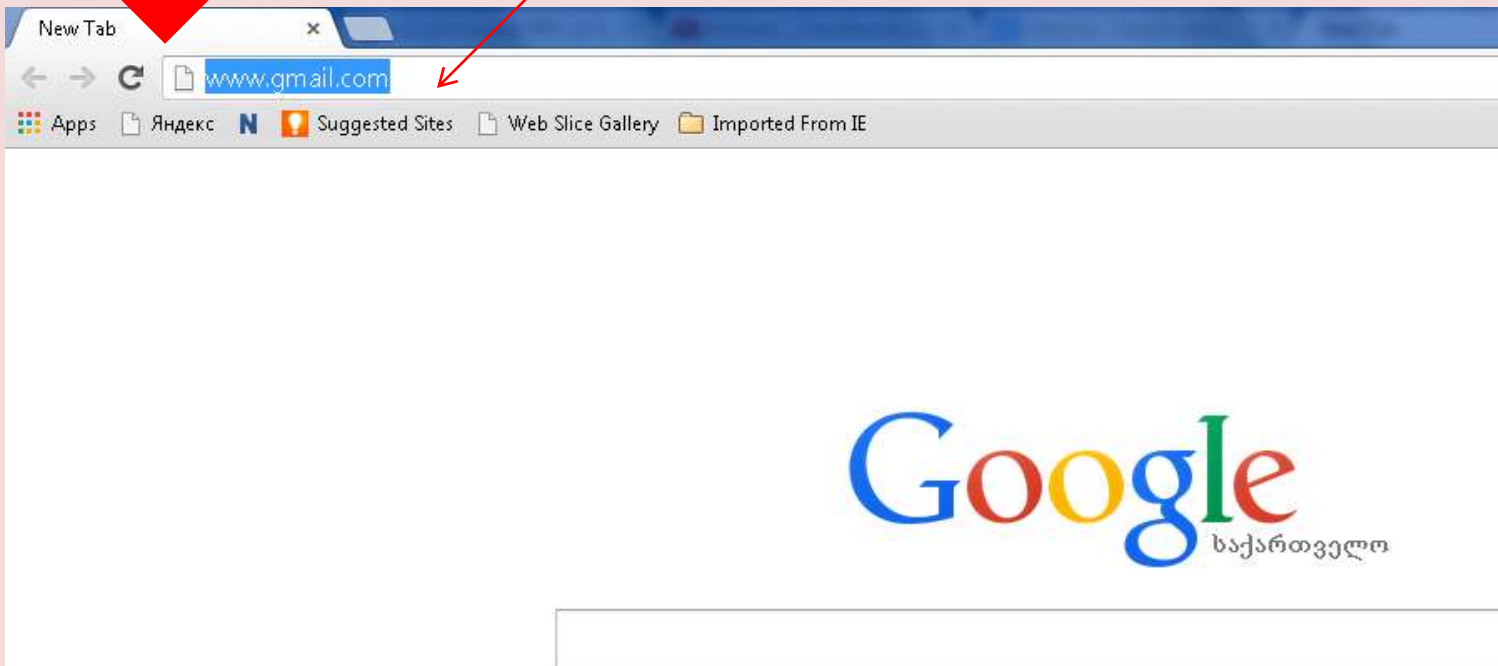 New Tab
www.gmail.com
Apps Яндекс N Suggested Sites Web Slice Gallery Imported From IE
Google
საქართველო